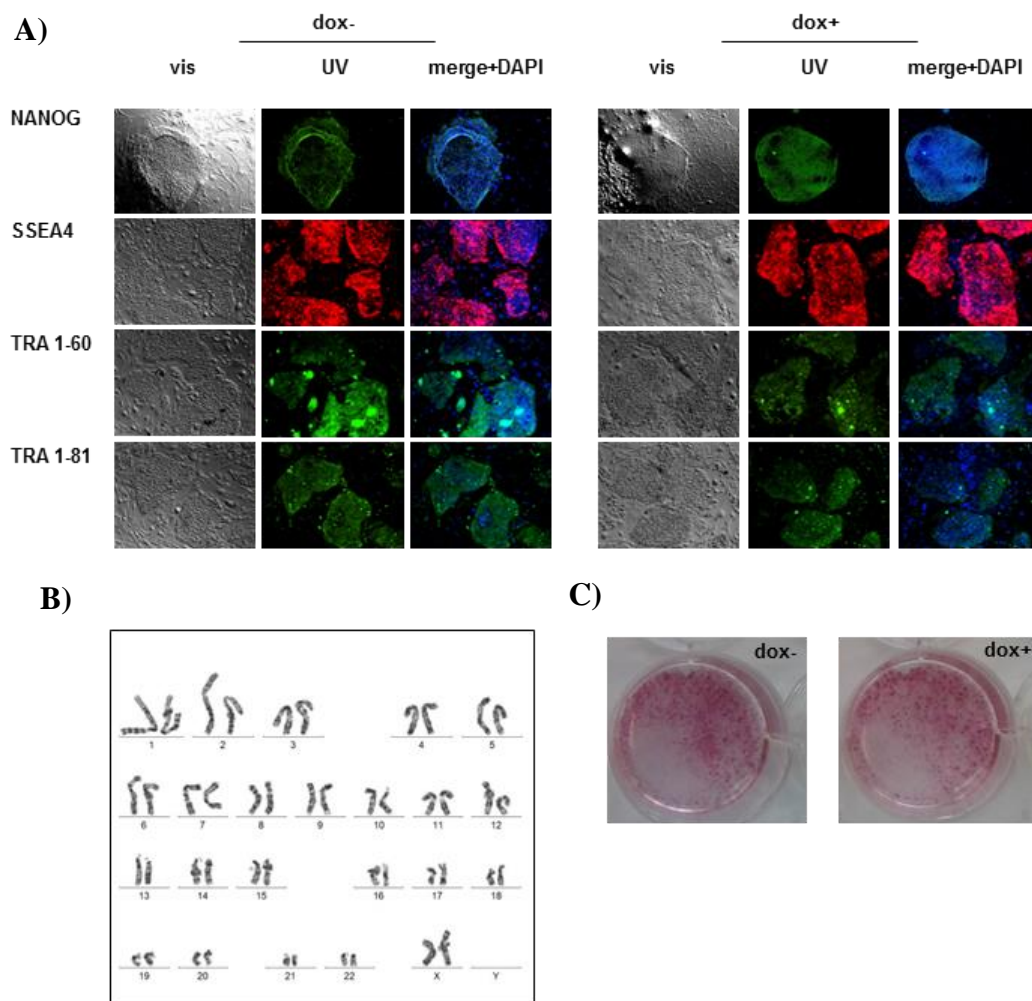 A)
dox- dox+
vis UV merge+DAPI vis UV merge+DAPI
NANOG
SSEA4
TRA 1-60
TRA 1-81
B)
1 2 3 4 5
6 7 8 9 10 11 12
13 14 15 16 17 18
19 20 21 22 X Y
C)
dox- dox+